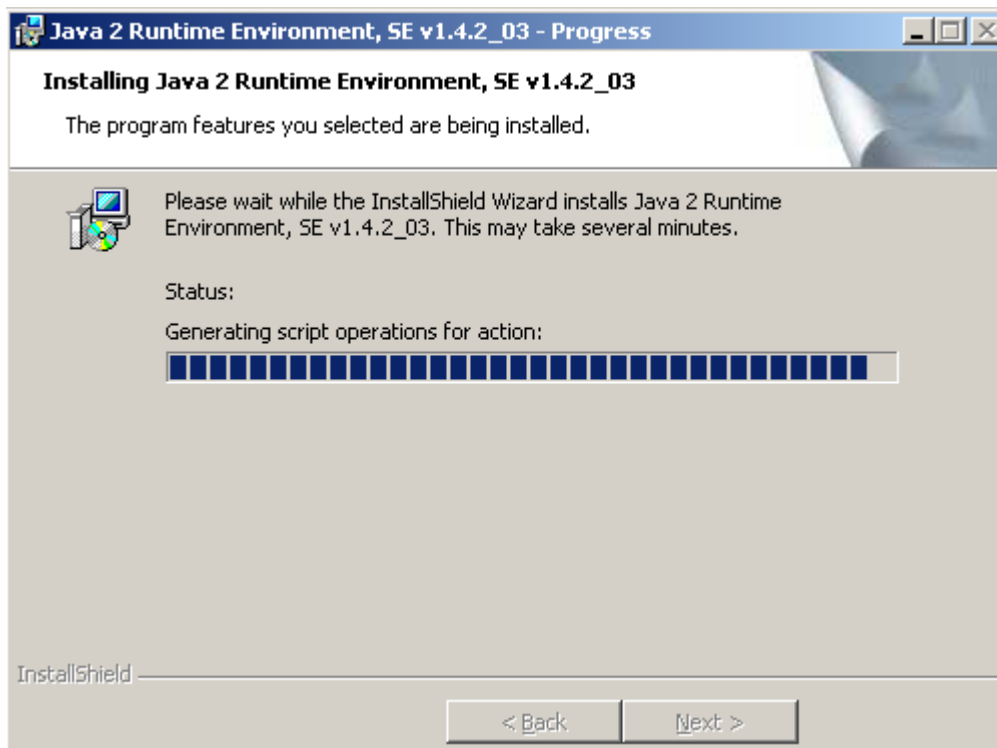 Java 2 Runtime Environment, SE v1.4.2_03 - Progress
Installing Java 2 Runtime Environment, SE v1.4.2_03
The program features you selected are being installed.
Please wait while the InstallShield Wizard installs Java 2 Runtime
Environment, SE v1.4.2_03. This may take several minutes.
Status:
Generating script operations for action:
InstallShield
< Back
Next >